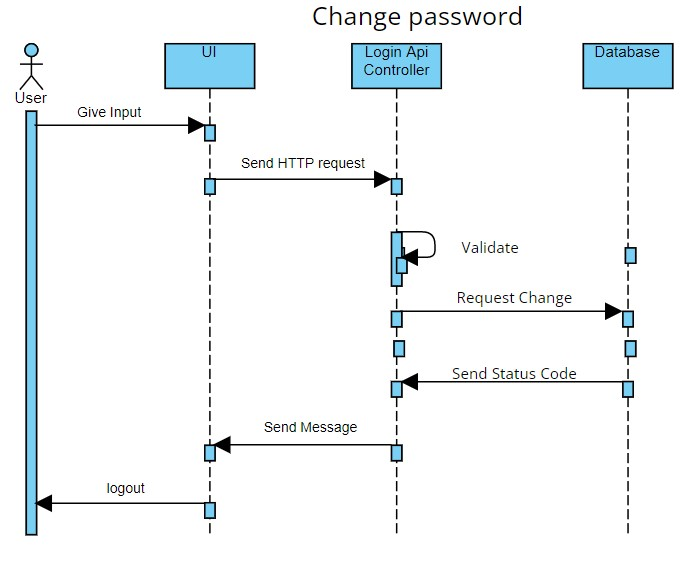 Change password
UI
Login Api
Controller
Database
User
Give Input
Send HTTP request
Validate
Request Change
Send Status Code
Send Message
logout